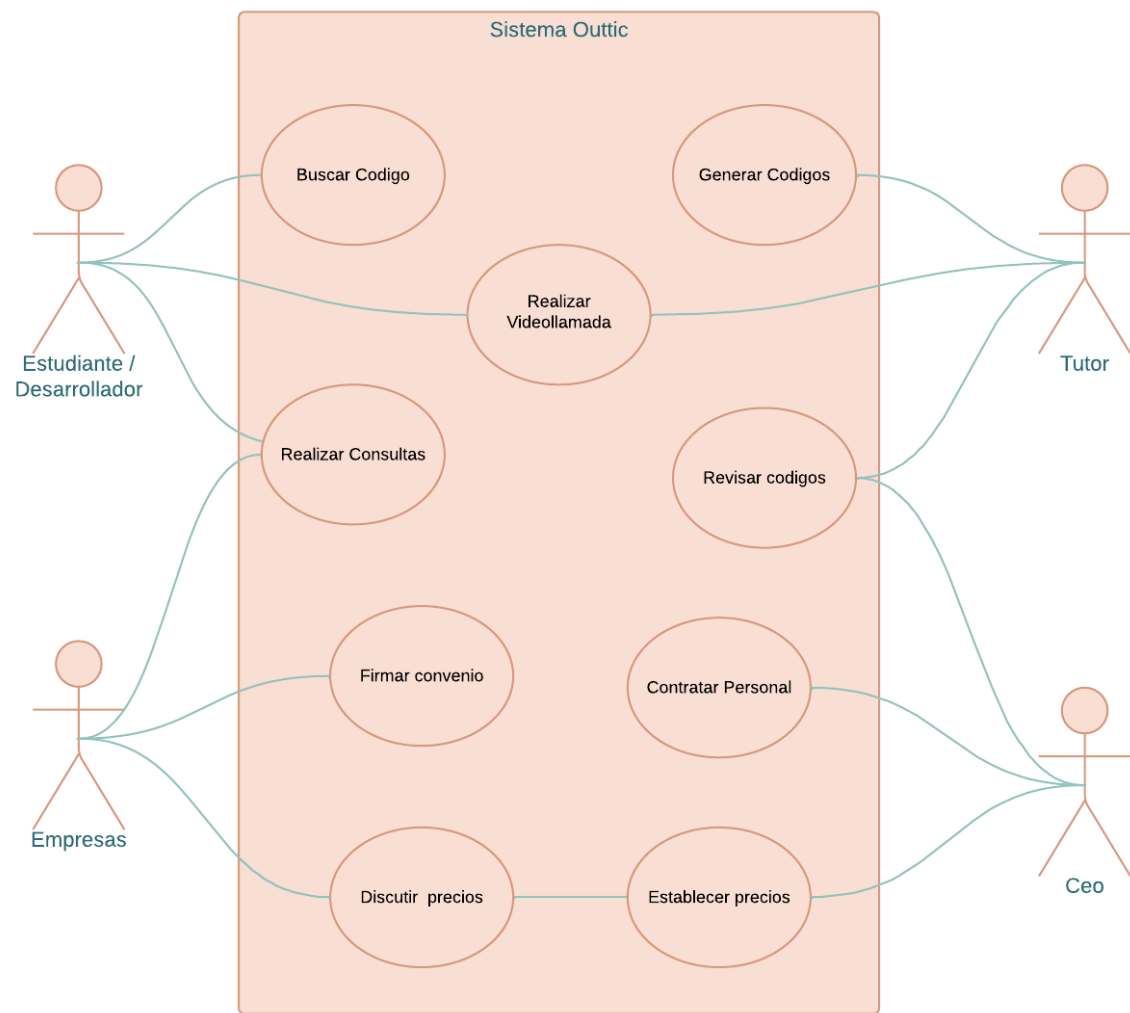 Sistema Outtic
Buscar Codigo
Generar Codigos
Realizar
Videollamada
Estudiante /
Desarrollador
Tutor
Realizar Consultas
Revisar codigos
Firmar convenio
Contratar Personal
Empresas
Ceo
Discutir  precios
Establecer precios